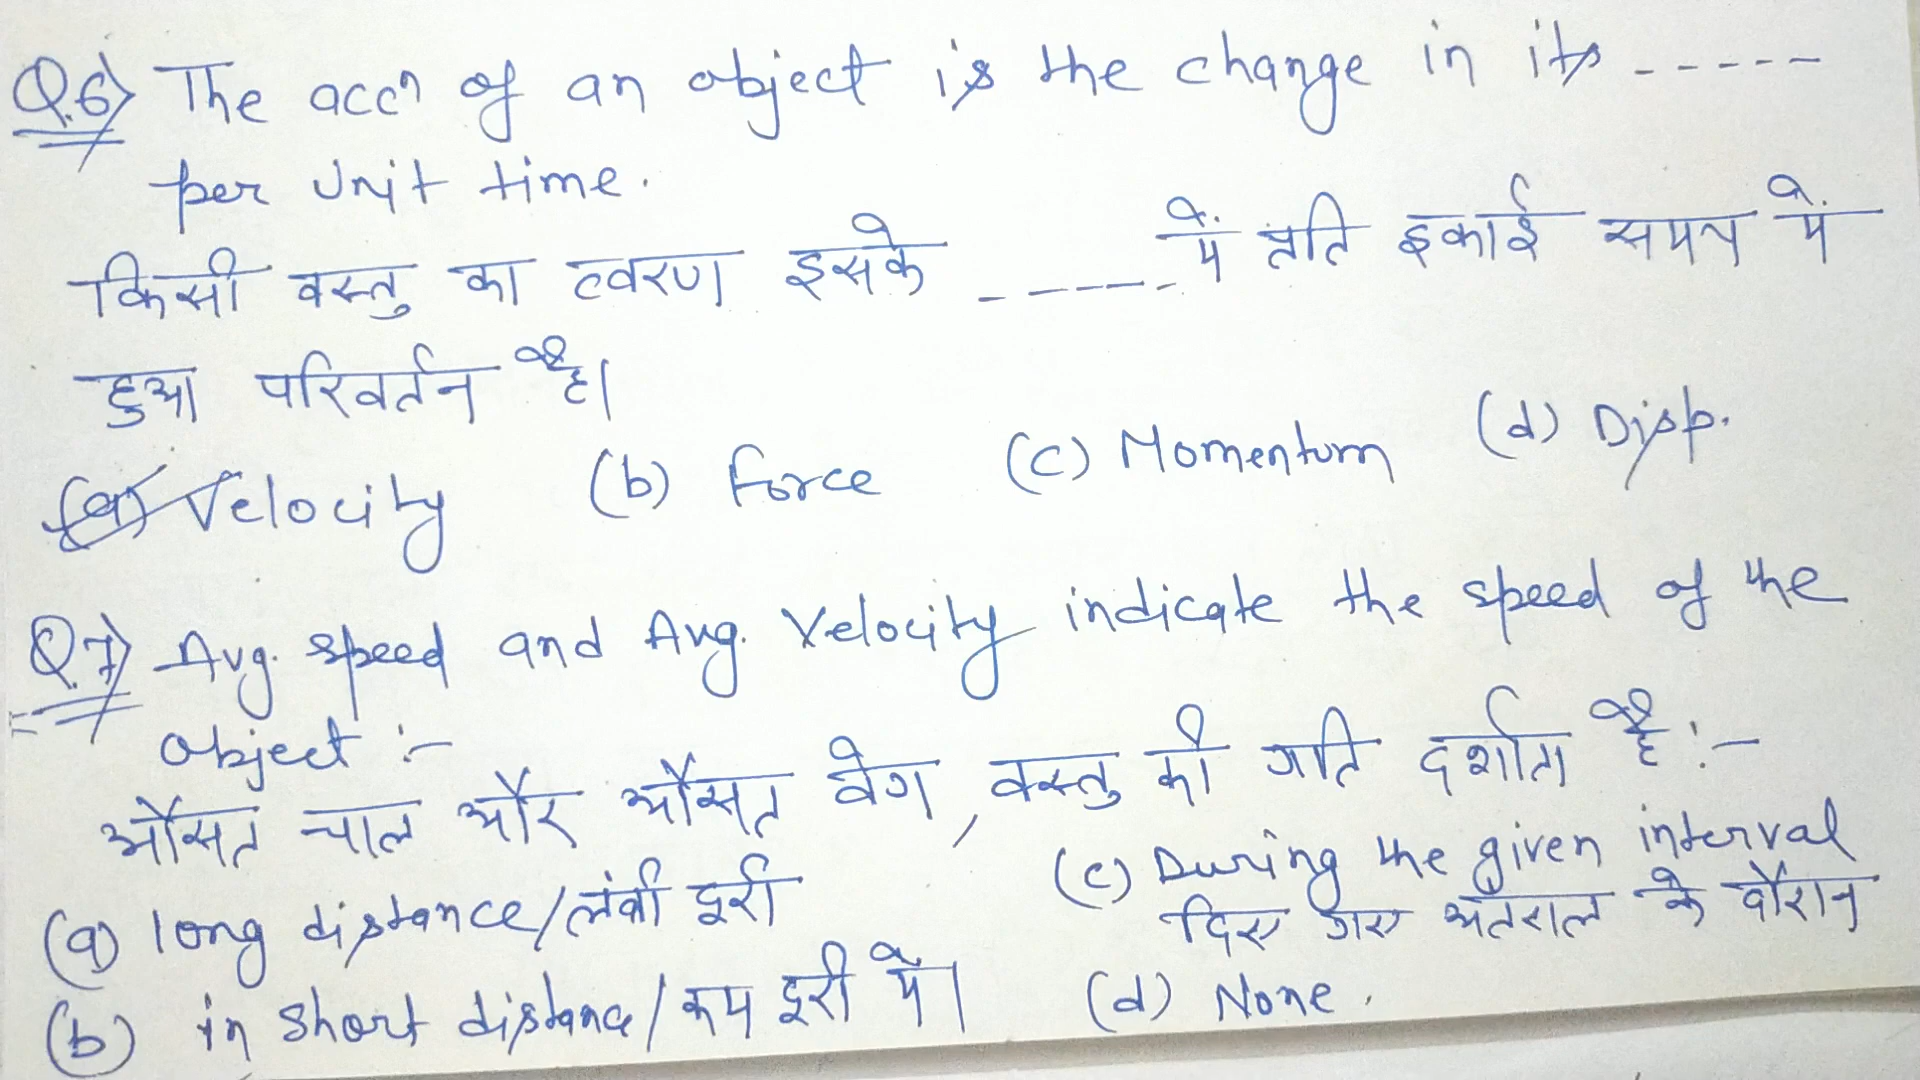 Q.6) The accn of an object is the change in its -----
per unit time.
किसी वस्तु का त्वरण इसके ------ में प्रति इकाई समय में
हुआ परिवर्तन है।
(a) Velocity (b) Force (c) Momentum (d) Disp.
Q.7) Avg. speed and Avg. Velocity indicate the speed of the
object :-
औसत चाल और औसत वेग, वस्तु की गति दर्शाता है :-
(a) long distance/लंबी दूरी
(b) in short distance/कम दूरी में।
(c) During the given interval
दिए गए अंतराल के दौरान
(d) None.